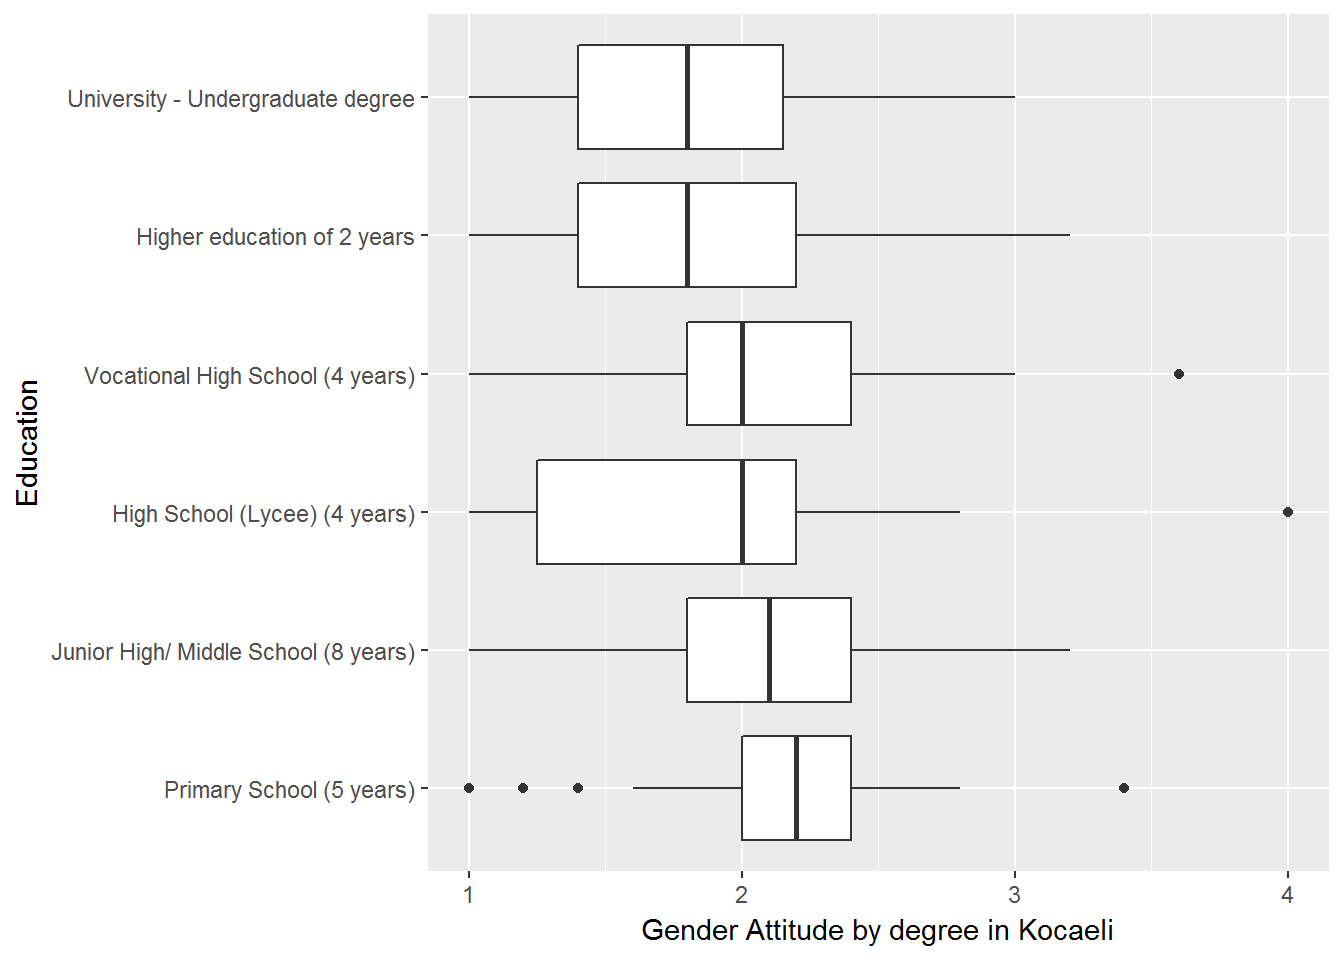 University - Undergraduate degree
Higher education of 2 years
Vocational High School (4 years)
High School (Lycee) (4 years)
Junior High/ Middle School (8 years)
Primary School (5 years)
Education
1 2 3 4
Gender Attitude by degree in Kocaeli